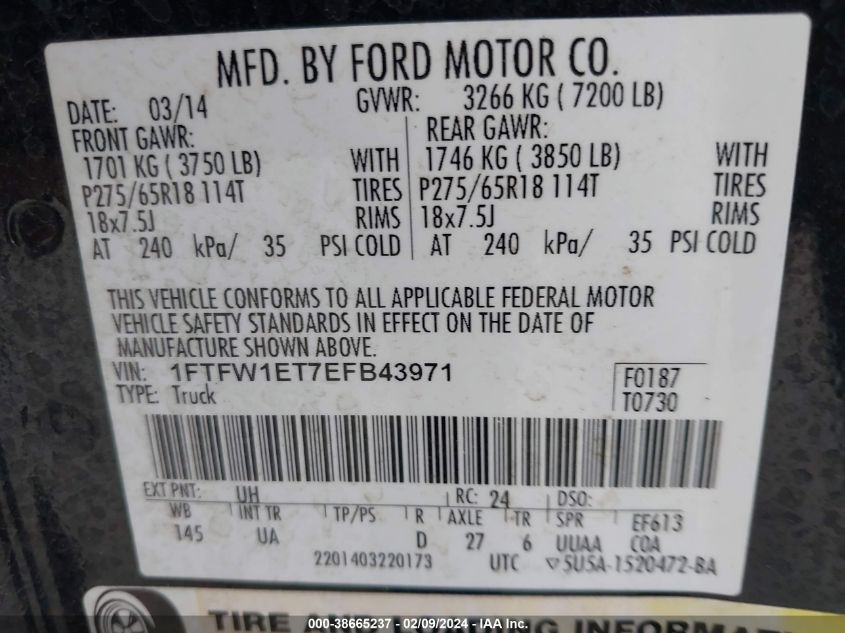 MFD. BY FORD MOTOR CO.
DATE: 03/14 GVWR: 3266 KG ( 7200 LB)
FRONT GAWR: REAR GAWR:
1701 KG ( 3750 LB) WITH 1746 KG ( 3850 LB) WITH
P275/65R18 114T TIRES P275/65R18 114T TIRES
18x7.5J RIMS 18x7.5J RIMS
AT 240 kPa/ 35 PSI COLD AT 240 kPa/ 35 PSI COLD
THIS VEHICLE CONFORMS TO ALL APPLICABLE FEDERAL MOTOR
VEHICLE SAFETY STANDARDS IN EFFECT ON THE DATE OF
MANUFACTURE SHOWN ABOVE.
VIN: 1FTFW1ET7EFB43971 F0187
TYPE: Truck T0730
EXT PNT: UH RC: 24 DSO:
WB INT TR TP/PS R AXLE TR SPR EF613
145 UA D 27 6 UUAA COA
2201403220173 UTC ▽5U5A-1520472-BA
000-38665237 - 02/09/2024 - IAA Inc.
TIRE AND LOADING INFORMAT